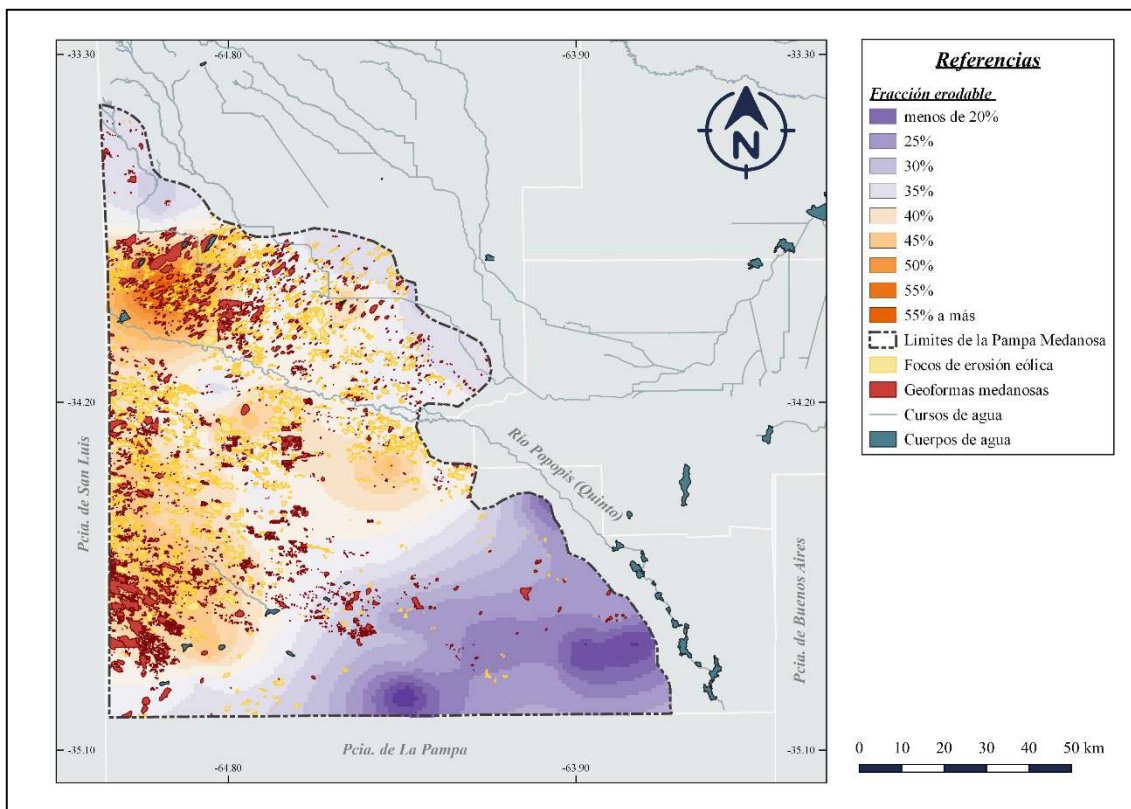 -33.30
-64.80
-63.90
-33.30
N
-34.20
-34.20
Pcia. de San Luis
Río Popopis (Quinto)
Pcia. de Buenos Aires
Pcia. de La Pampa
-35.10
-64.80
-63.90
-35.10
Referencias
Fracción erodable
menos de 20%
25%
30%
35%
40%
45%
50%
55%
55% a más
Límites de la Pampa Medanosa
Focos de erosión eólica
Geoformas medanosas
Cursos de agua
Cuerpos de agua
0 10 20 30 40 50 km